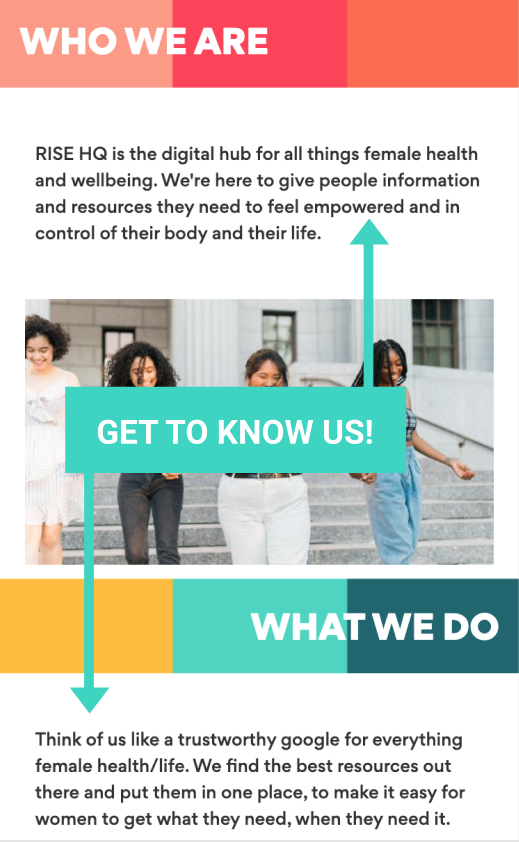 WHO WE ARE
RISE HQ is the digital hub for all things female health
and wellbeing. We're here to give people information
and resources they need to feel empowered and in
control of their body and their life.
GET TO KNOW US!
WHAT WE DO
Think of us like a trustworthy google for everything
female health/life. We find the best resources out
there and put them in one place, to make it easy for
women to get what they need, when they need it.